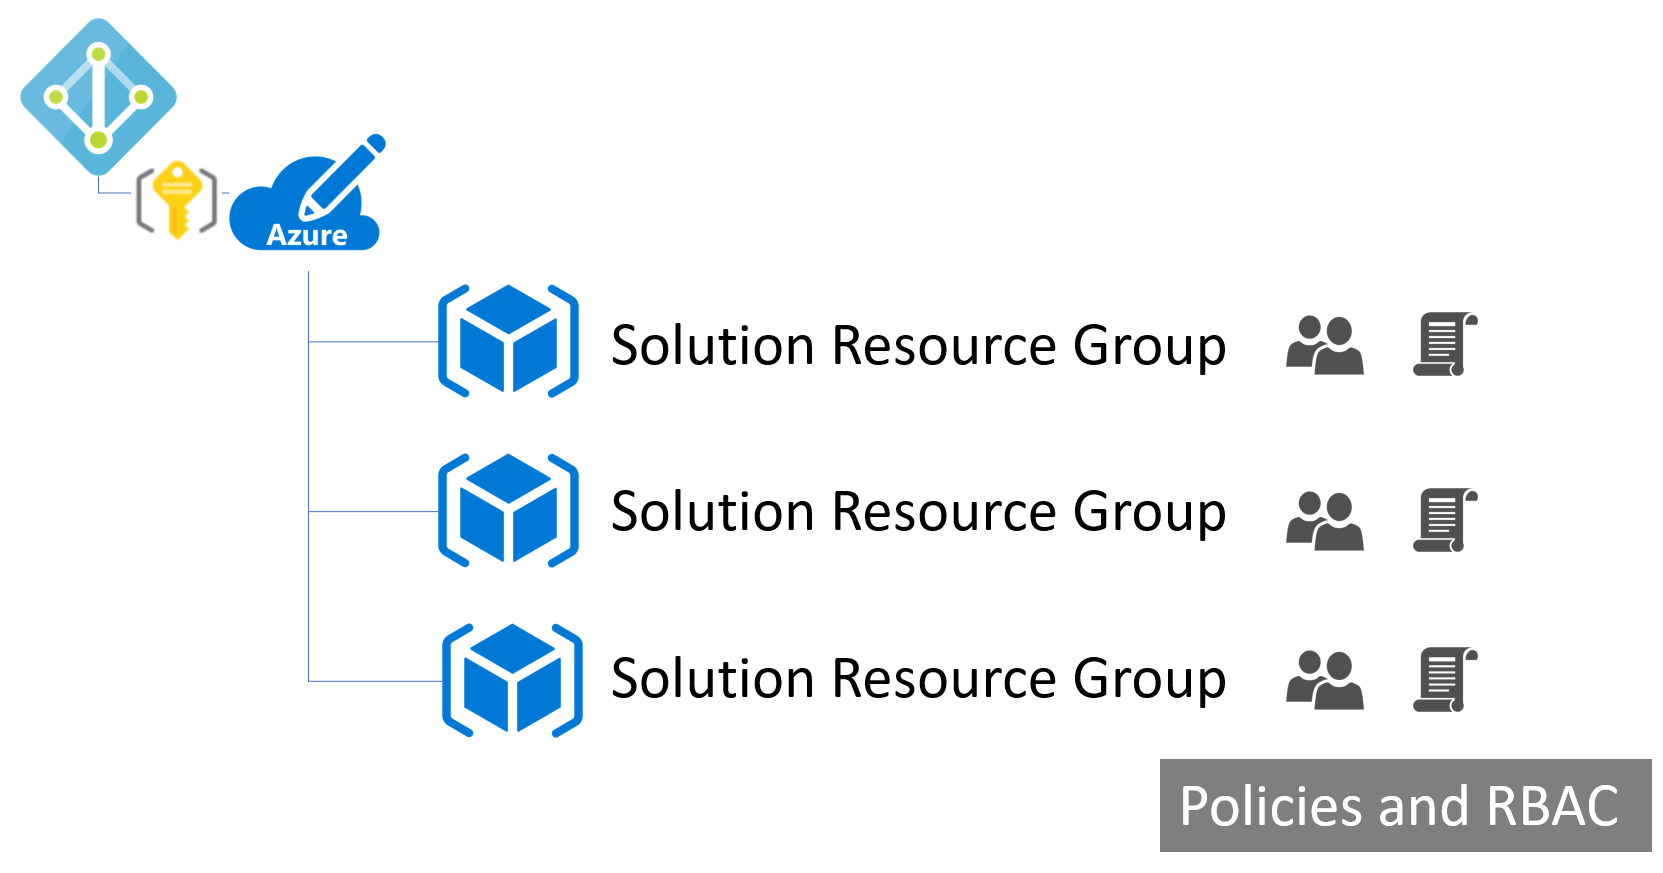 Azure
Solution Resource Group
Solution Resource Group
Solution Resource Group
Policies and RBAC